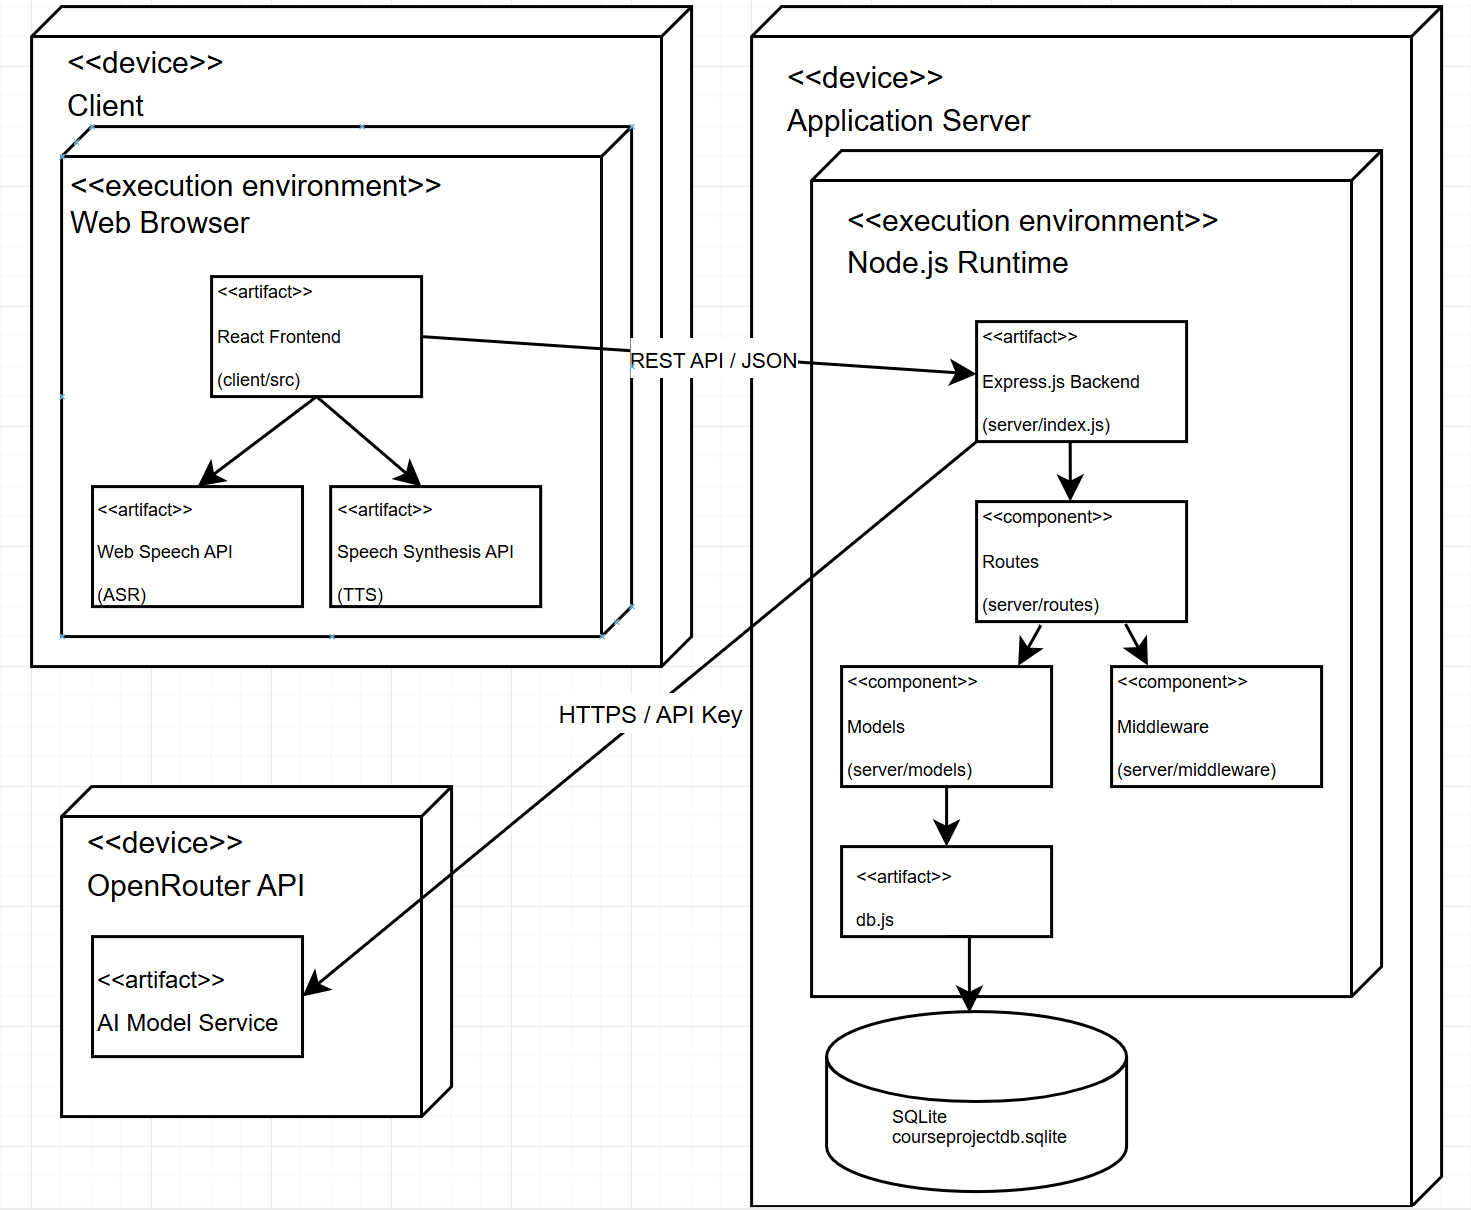 <<device>>
Client
<<execution environment>>
Web Browser
<<artifact>>
React Frontend
(client/src)
<<artifact>>
Web Speech API
(ASR)
<<artifact>>
Speech Synthesis API
(TTS)
REST API / JSON
<<device>>
Application Server
<<execution environment>>
Node.js Runtime
<<artifact>>
Express.js Backend
(server/index.js)
<<component>>
Routes
(server/routes)
<<component>>
Models
(server/models)
<<component>>
Middleware
(server/middleware)
<<artifact>>
db.js
SQLite
courseprojectdb.sqlite
HTTPS / API Key
<<device>>
OpenRouter API
<<artifact>>
AI Model Service